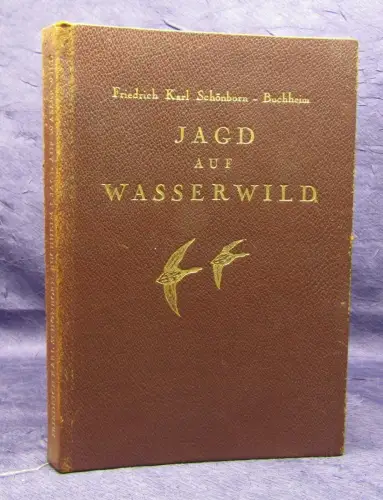 Friedrich Karl Schönborn - Buchheim
JAGD
AUF
WASSERWILD